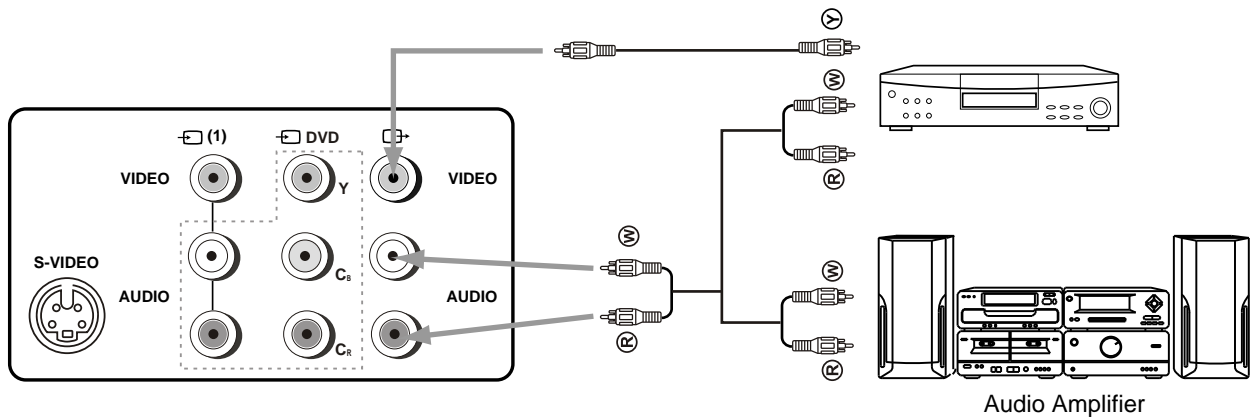 Ⓨ
Ⓦ
(1) DVD
VIDEO Y VIDEO
Ⓡ
Ⓦ
S-VIDEO CB Ⓦ
AUDIO AUDIO
Ⓡ
CR Ⓡ
Audio Amplifier